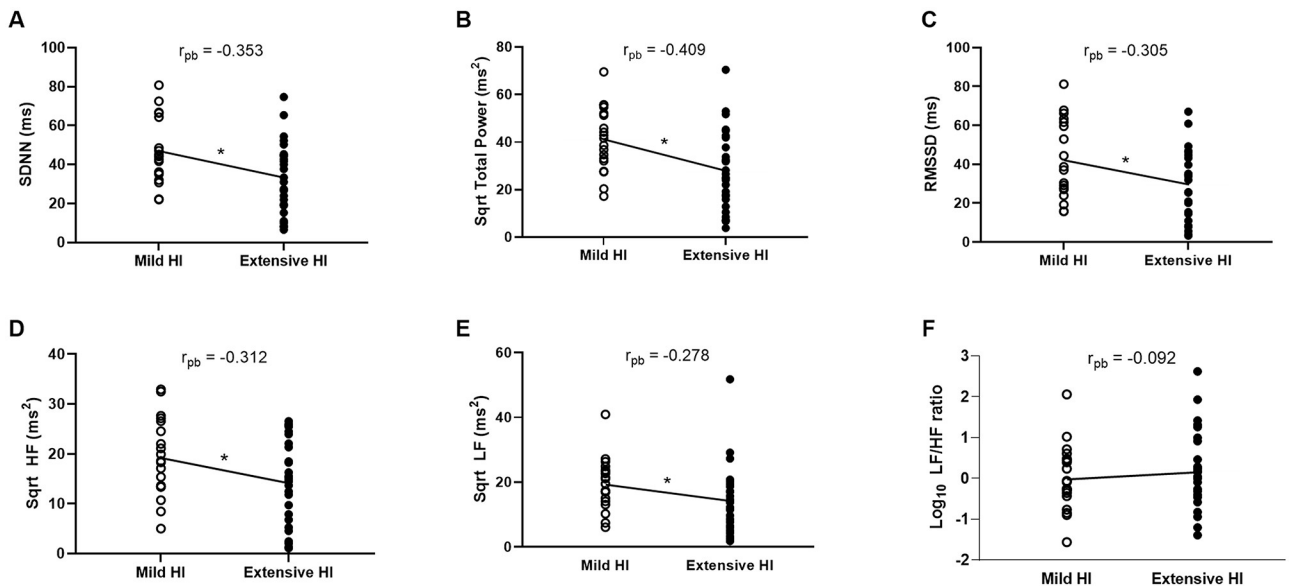 A
r_pb = -0.353
SDNN (ms)
100
80
60
40
20
0
*
Mild HI Extensive HI
B
r_pb = -0.409
Sqrt Total Power (ms²)
80
60
40
20
0
*
Mild HI Extensive HI
C
r_pb = -0.305
RMSSD (ms)
100
80
60
40
20
0
*
Mild HI Extensive HI
D
r_pb = -0.312
Sqrt HF (ms²)
40
30
20
10
0
*
Mild HI Extensive HI
E
r_pb = -0.278
Sqrt LF (ms²)
60
40
20
0
*
Mild HI Extensive HI
F
r_pb = -0.092
Log₁₀ LF/HF ratio
3
2
1
0
-1
-2
Mild HI Extensive HI